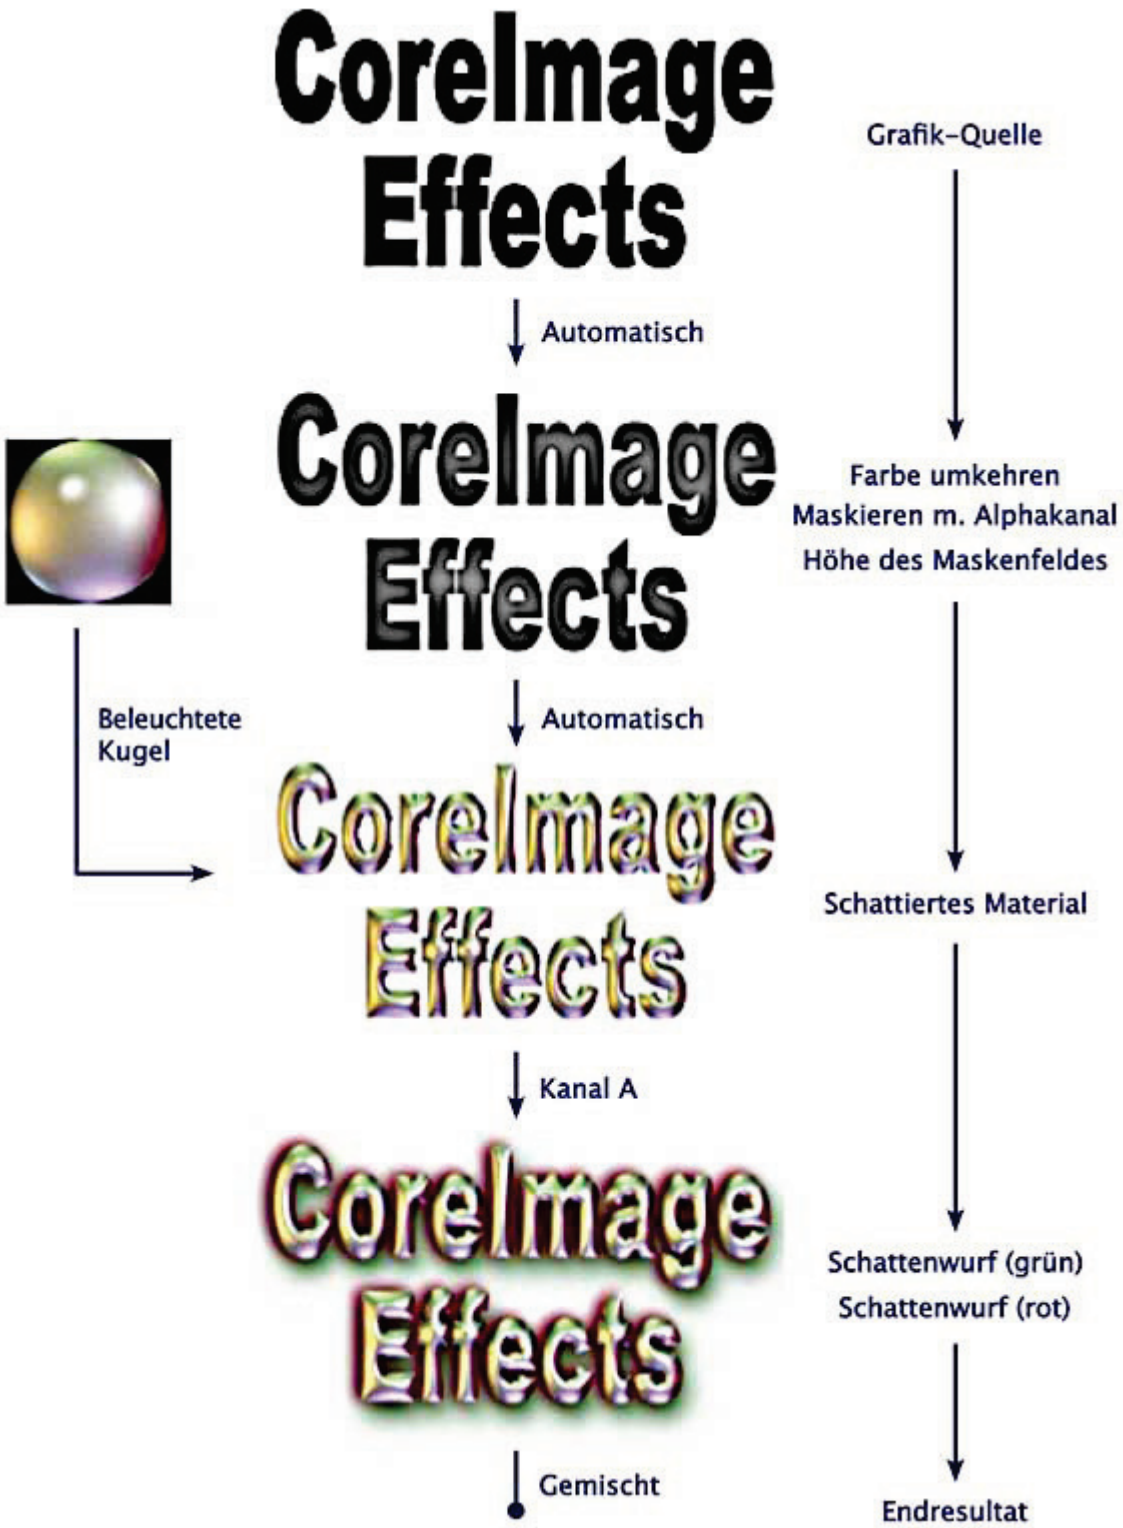 CoreImage
Effects
Grafik-Quelle
Automatisch
CoreImage
Effects
Farbe umkehren
Maskieren m. Alphakanal
Höhe des Maskenfeldes
Beleuchtete
Kugel
Automatisch
CoreImage
Effects
Schattiertes Material
Kanal A
CoreImage
Effects
Schattenwurf (grün)
Schattenwurf (rot)
Gemischt
Endresultat